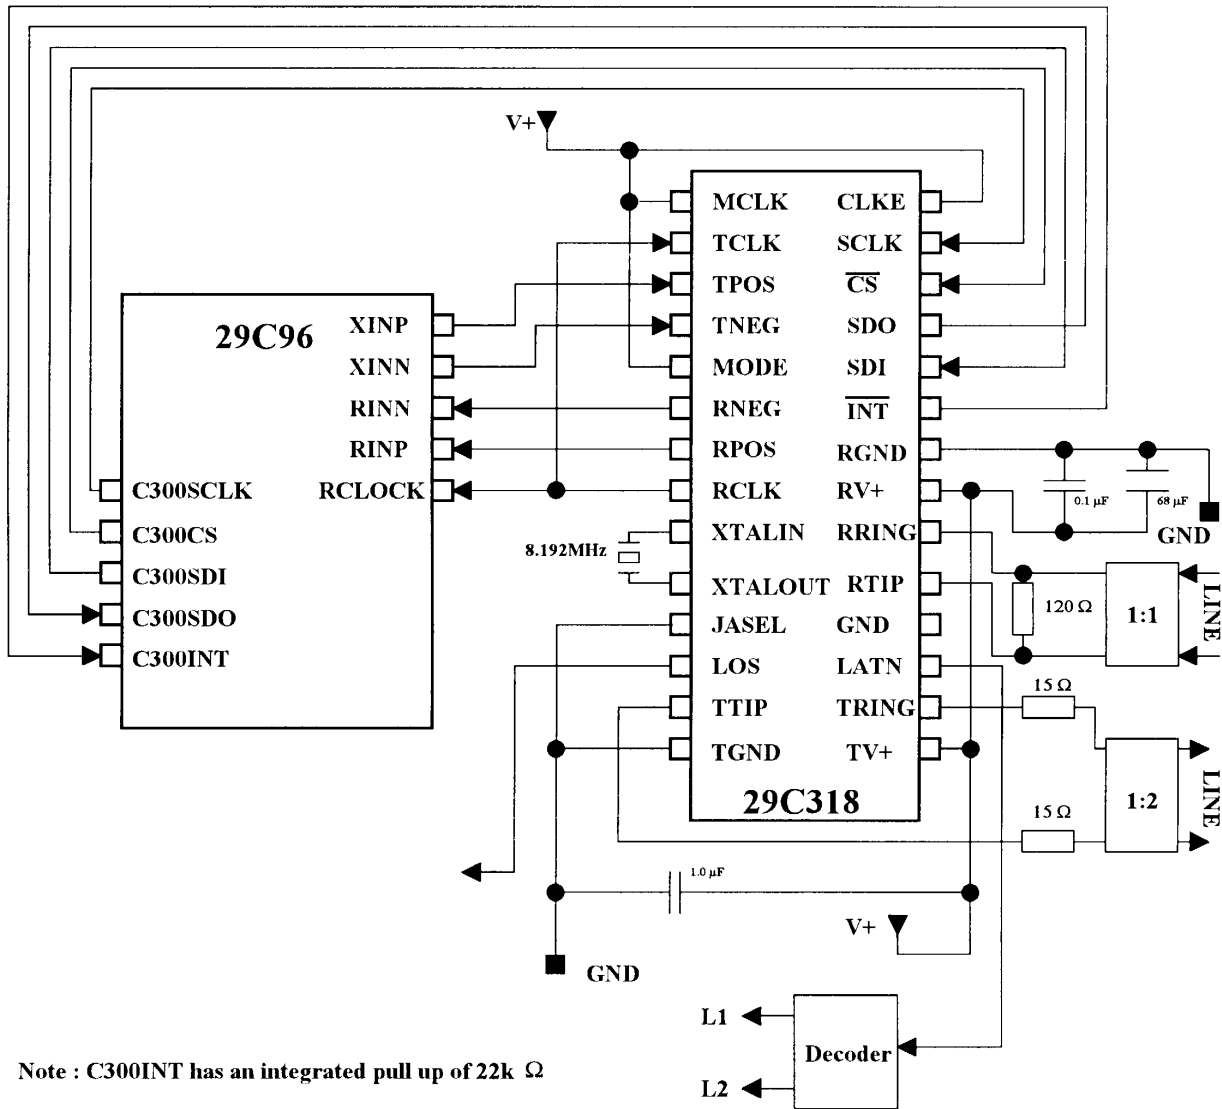 V+
MCLK CLKE
TCLK SCLK
TPOS CS
29C96 XINP TNEG SDO
XINN MODE SDI
RINN RNEG INT
RINP RPOS RGND
C300SCLK RCLOCK RCLK RV+ 0.1 µF 68 µF
C300CS 8.192MHz XTALIN RRING GND
C300SDI XTALOUT RTIP 120 Ω 1:1 LINE
C300SDO JASEL GND
C300INT LOS LATN
15 Ω
TTIP TRING
TGND TV+
29C318 15 Ω 1:2 LINE
1.0 µF
V+
GND
L1
Decoder
L2
Note : C300INT has an integrated pull up of 22k Ω